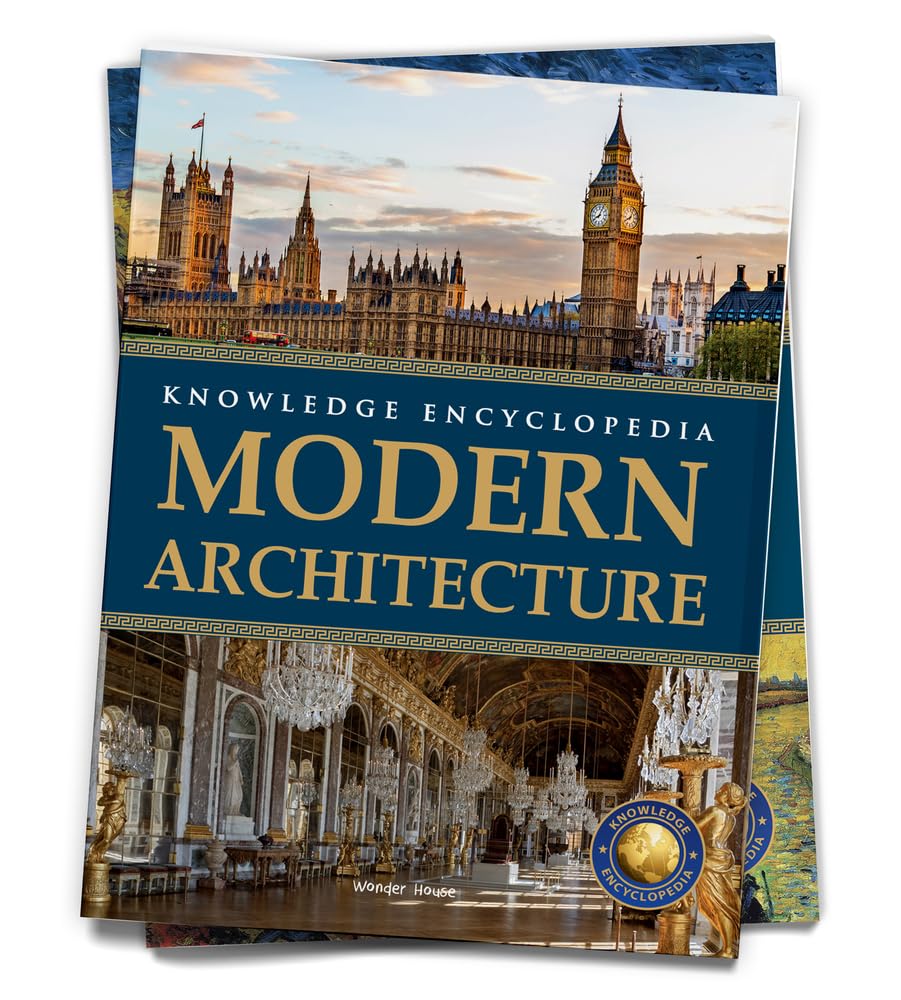 KNOWLEDGE ENCYCLOPEDIA
MODERN
ARCHITECTURE
Wonder House
KNOWLEDGE
ENCYCLOPEDIA